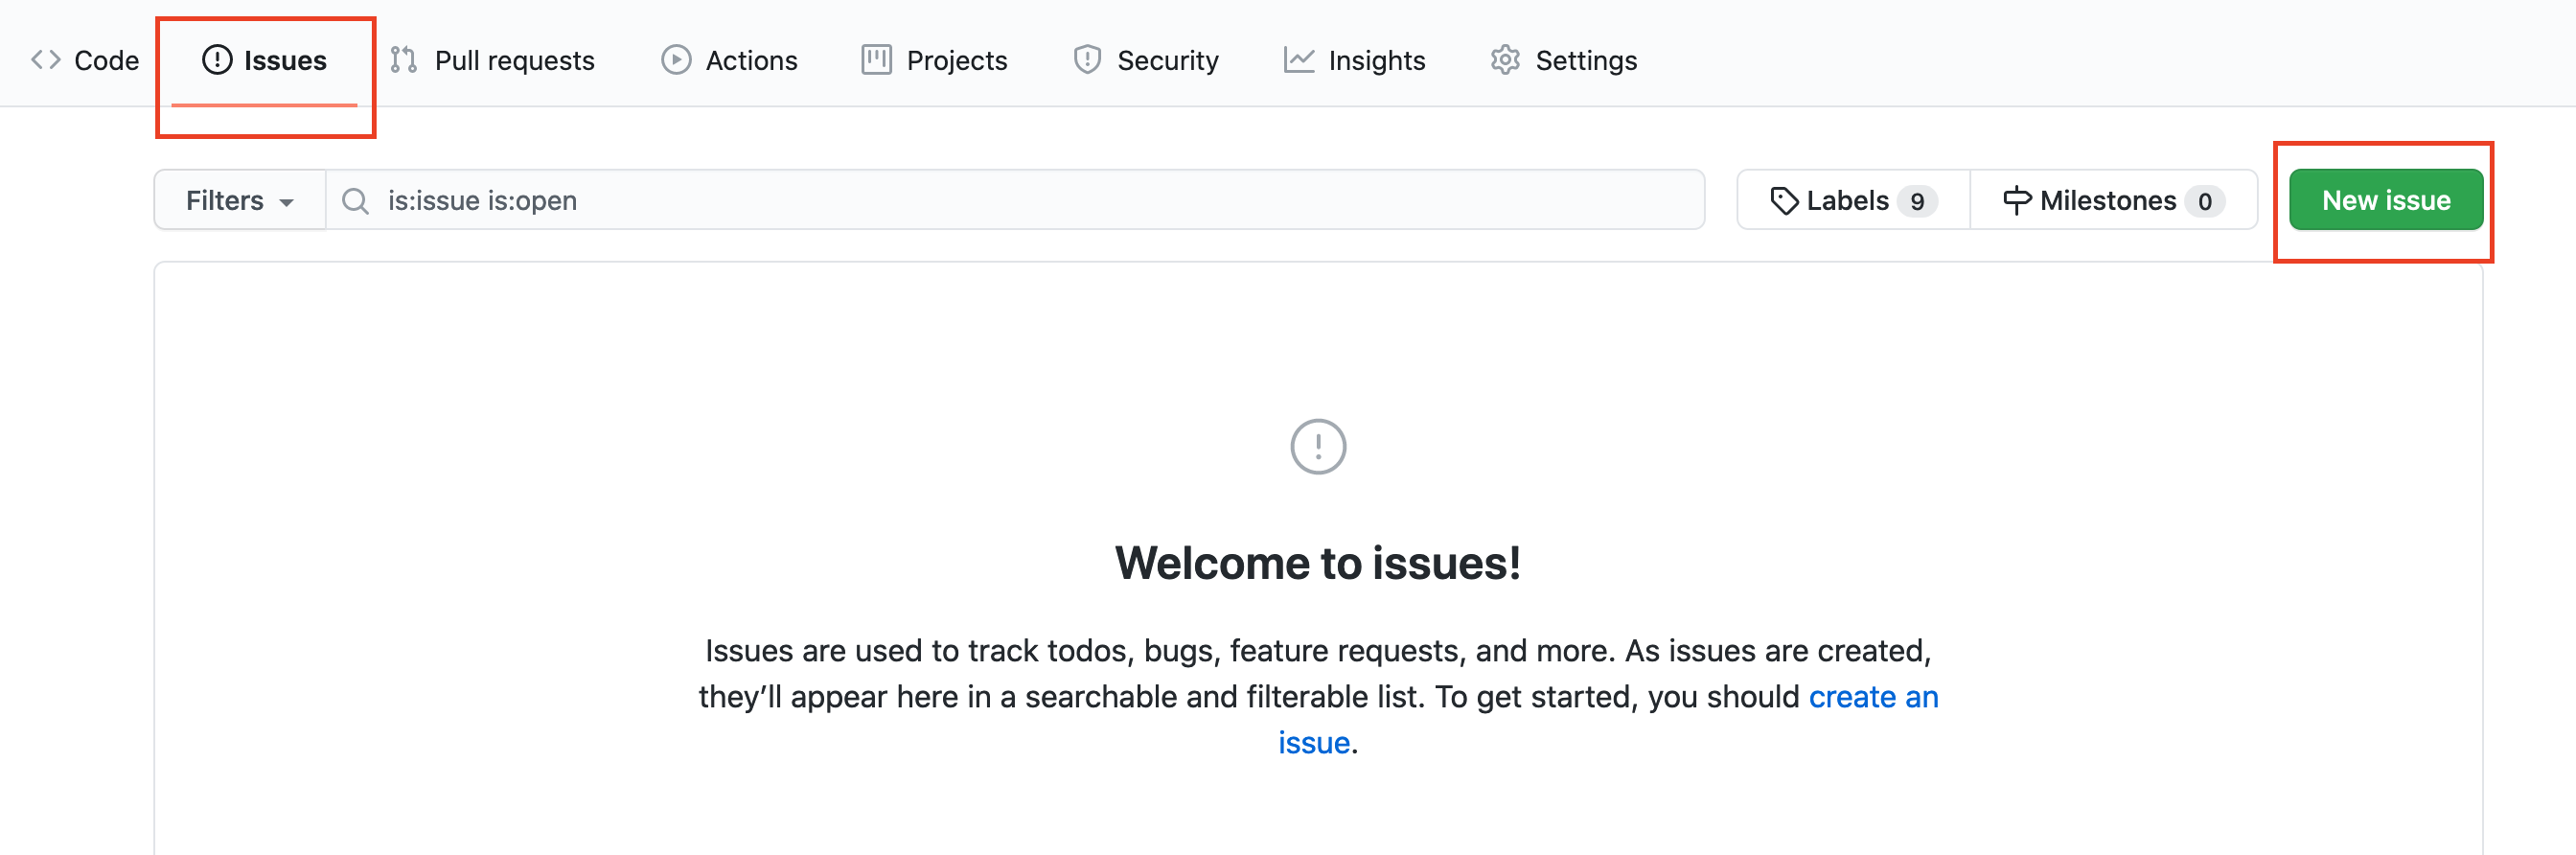 Code Issues Pull requests Actions Projects Security Insights Settings
Filters is:issue is:open Labels 9 Milestones 0 New issue
Welcome to issues!
Issues are used to track todos, bugs, feature requests, and more. As issues are created,
they’ll appear here in a searchable and filterable list. To get started, you should create an
issue.